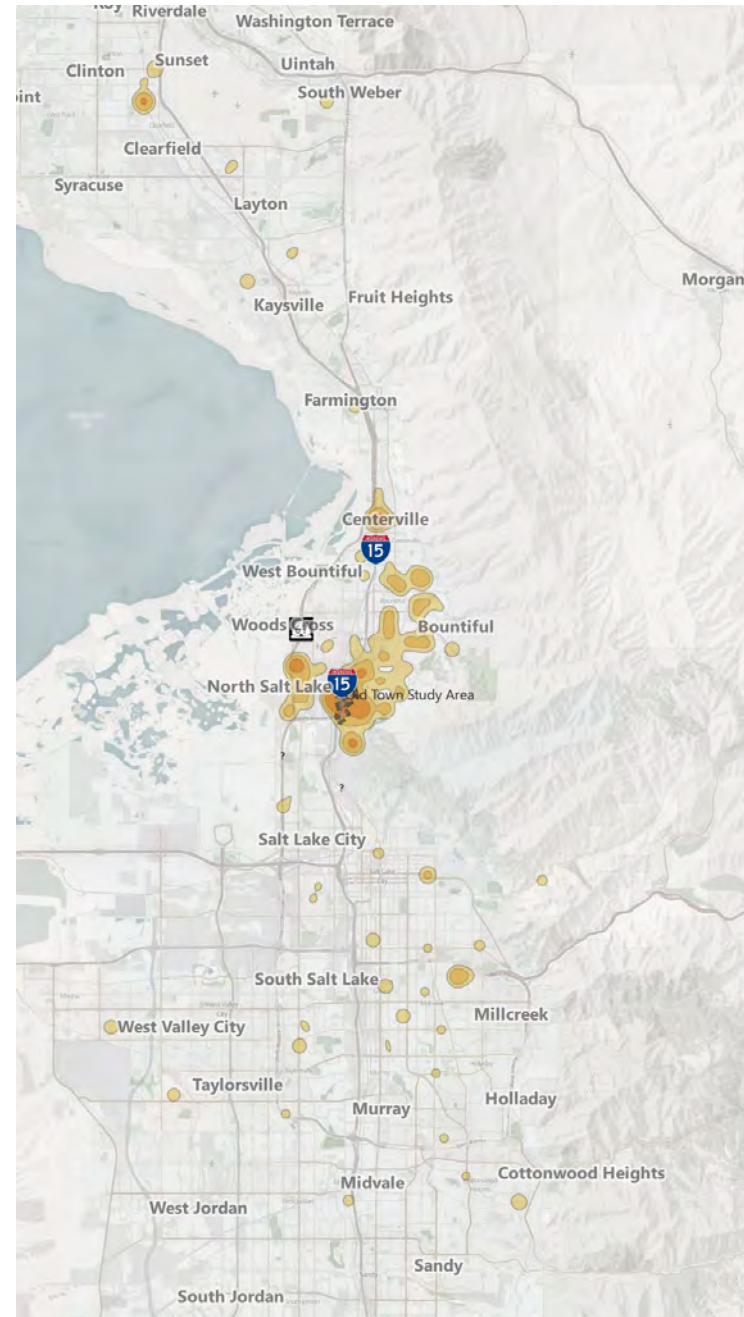 Riverdale
Washington Terrace
Sunset
Uintah
Clinton
South Weber
Clearfield
Syracuse
Layton
Morgan
Kaysville
Fruit Heights
Farmington
Centerville
15
West Bountiful
Woods Cross
Bountiful
North Salt Lake
15
Old Town Study Area
?
?
Salt Lake City
South Salt Lake
Millcreek
West Valley City
Taylorsville
Holladay
Murray
Cottonwood Heights
Midvale
West Jordan
Sandy
South Jordan